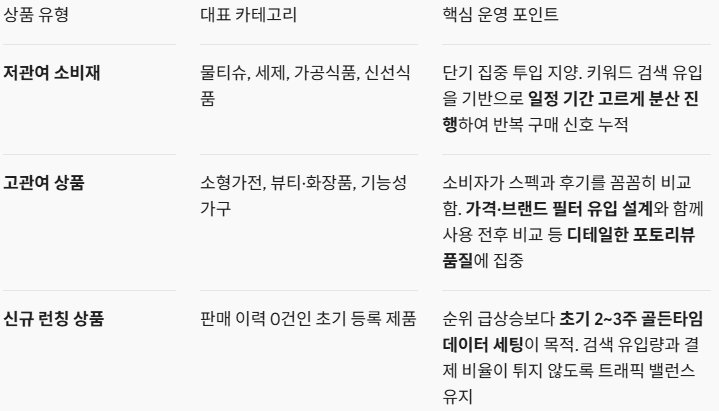 상품 유형
대표 카테고리
핵심 운영 포인트
저관여 소비재
물티슈, 세제, 가공식품, 신선식
품
단기 집중 투입 지양. 키워드 검색 유입
을 기반으로 일정 기간 고르게 분산 진
행하여 반복 구매 신호 누적
고관여 상품
소형가전, 뷰티·화장품, 기능성
가구
소비자가 스펙과 후기를 꼼꼼히 비교
함. 가격·브랜드 필터 유입 설계와 함께
사용 전후 비교 등 디테일한 포토리뷰
품질에 집중
신규 런칭 상품
판매 이력 0건인 초기 등록 제품
순위 급상승보다 초기 2~3주 골든타임
데이터 세팅이 목적. 검색 유입량과 결
제 비율이 튀지 않도록 트래픽 밸런스
유지